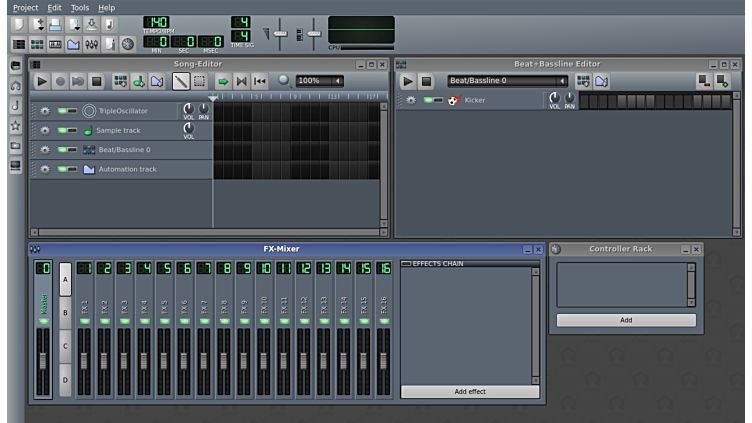 Project Edit Tools Help
140
TEMPO/BPM
4
4
TIME SIG
0 0 0
MIN SEC MSEC
CPU
Song-Editor
100%
TripleOscillator
VOL PAN
Sample track
VOL
Beat/Bassline 0
Automation track
Beat+Bassline Editor
Beat/Bassline 0
Kicker
VOL PAN
FX-Mixer
0 1 2 3 4 5 6 7 8 9 10 11 12 13 14 15 16
Master
A
B
C
D
FX 1
FX 2
FX 3
FX 4
FX 5
FX 6
FX 7
FX 8
FX 9
FX 10
FX 11
FX 12
FX 13
FX 14
FX 15
FX 16
EFFECTS CHAIN
Add effect
Controller Rack
Add